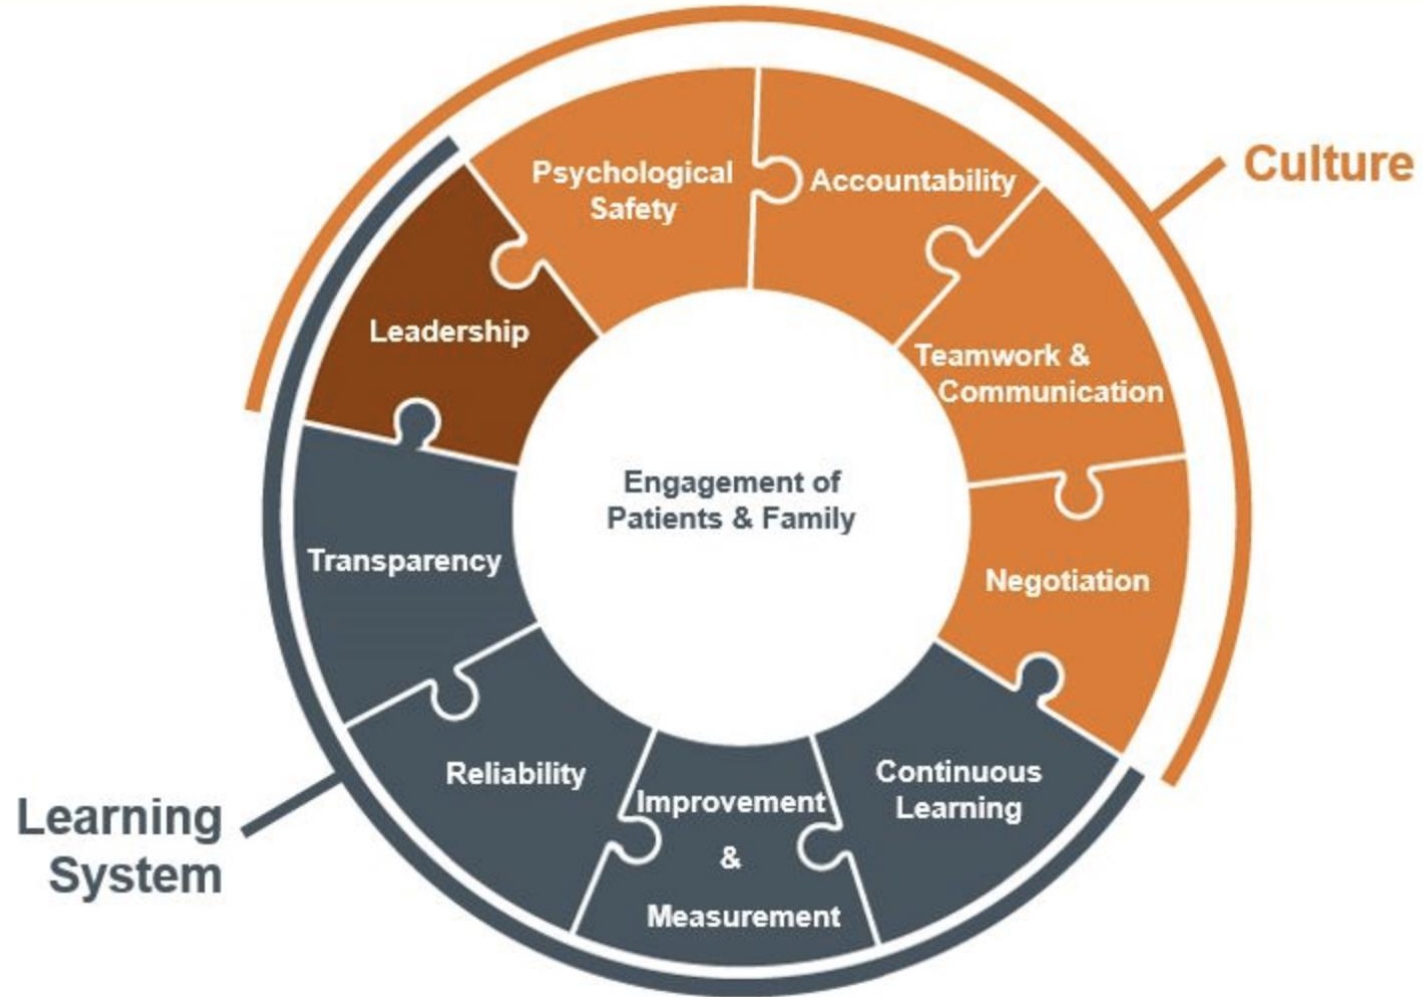 Culture
Psychological
Safety
Accountability
Leadership
Teamwork &
Communication
Engagement of
Patients & Family
Transparency
Negotiation
Reliability
Improvement
&
Measurement
Continuous
Learning
Learning
System